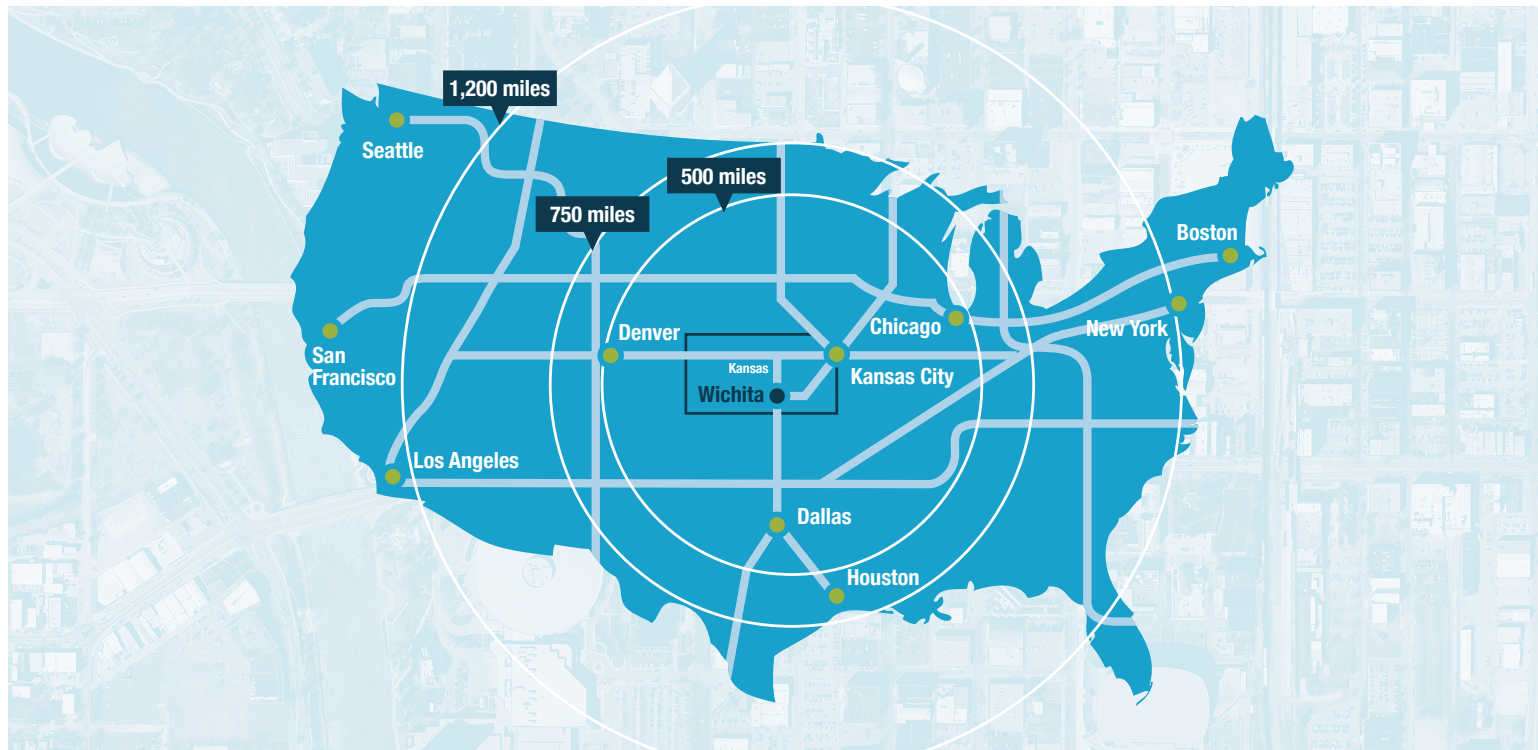 1,200 miles
Seattle
500 miles
750 miles
Boston
Denver
Chicago
New York
San
Francisco
Kansas
Kansas City
Wichita
Los Angeles
Dallas
Houston